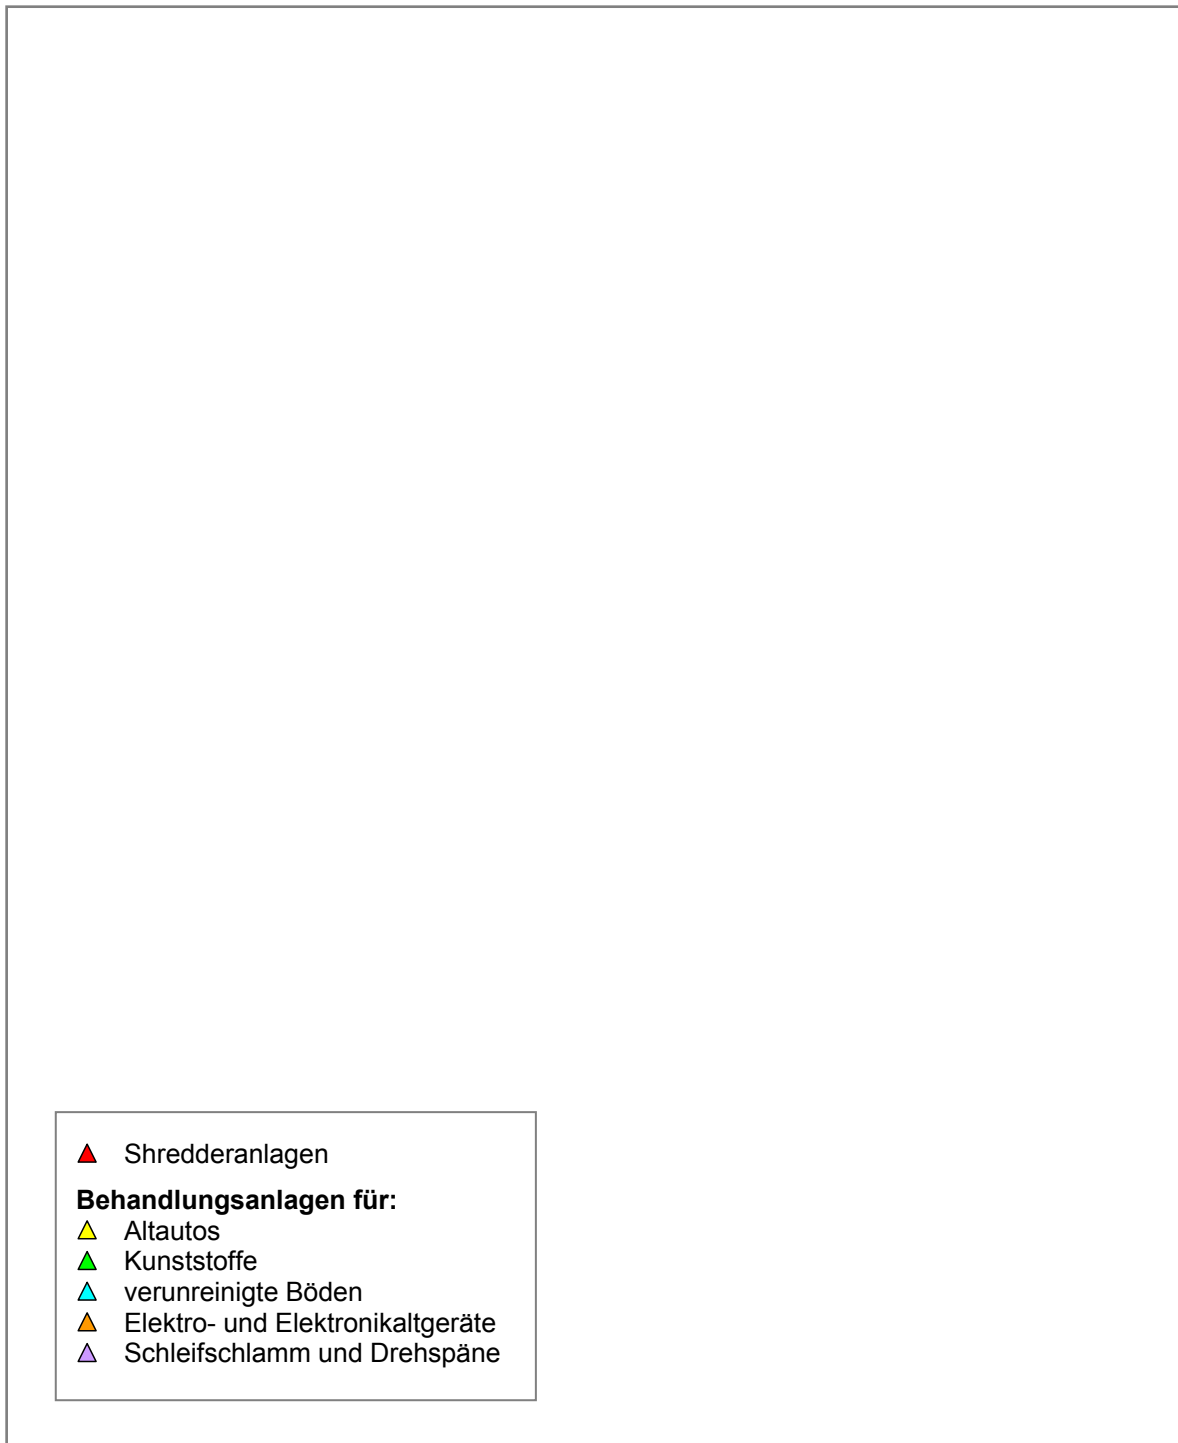 Shredderanlagen
Behandlungsanlagen für:
Altautos
Kunststoffe
verunreinigte Böden
Elektro- und Elektronikaltgeräte
Schleifschlamm und Drehspäne